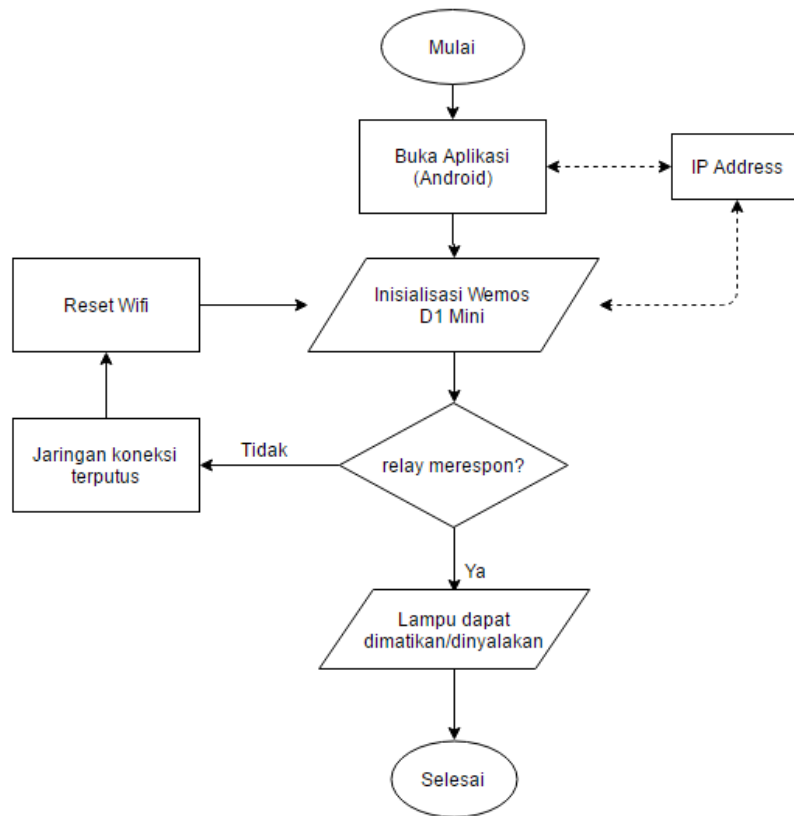 Mulai
Buka Aplikasi
(Android)
IP Address
Inisialisasi Wemos
D1 Mini
Reset Wifi
relay merespon?
Tidak
Jaringan koneksi
terputus
Ya
Lampu dapat
dimatikan/dinyalakan
Selesai